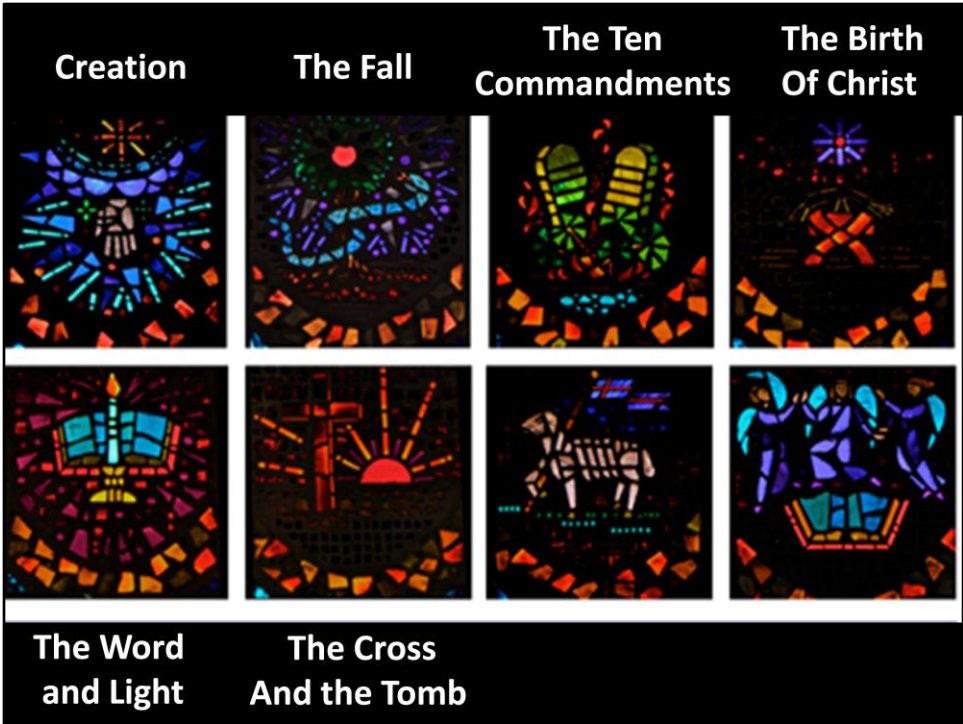 Creation
The Fall
The Ten
Commandments
The Birth
Of Christ
The Word
and Light
The Cross
And the Tomb